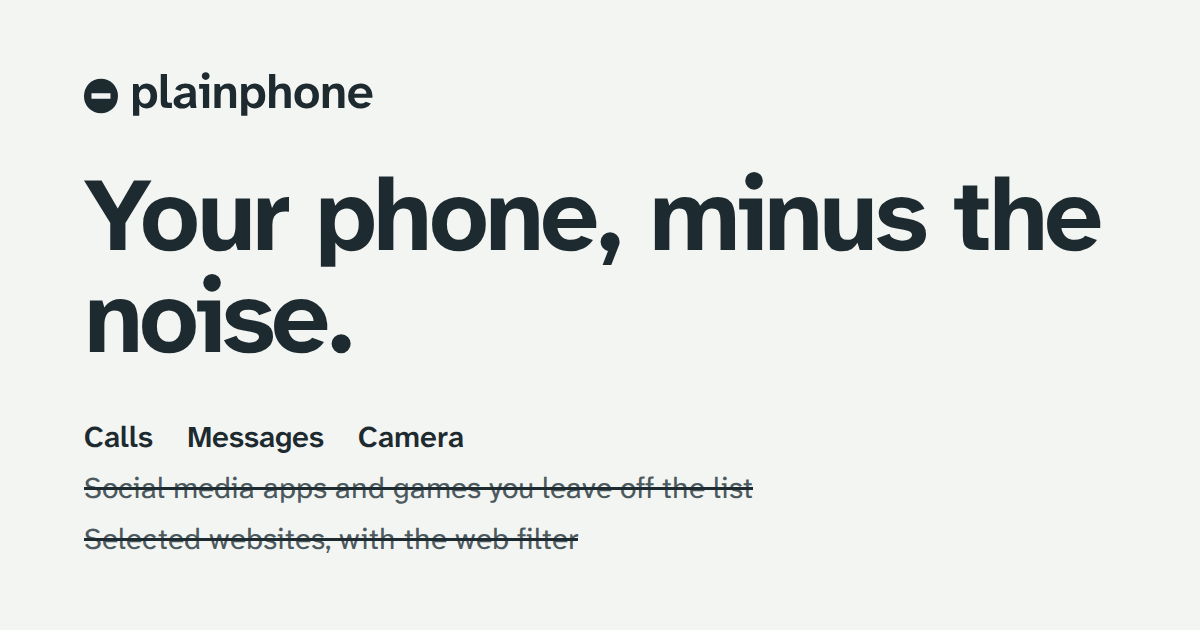 plainphone
Your phone, minus the
noise.
Calls Messages Camera
Social media apps and games you leave off the list
Selected websites, with the web filter